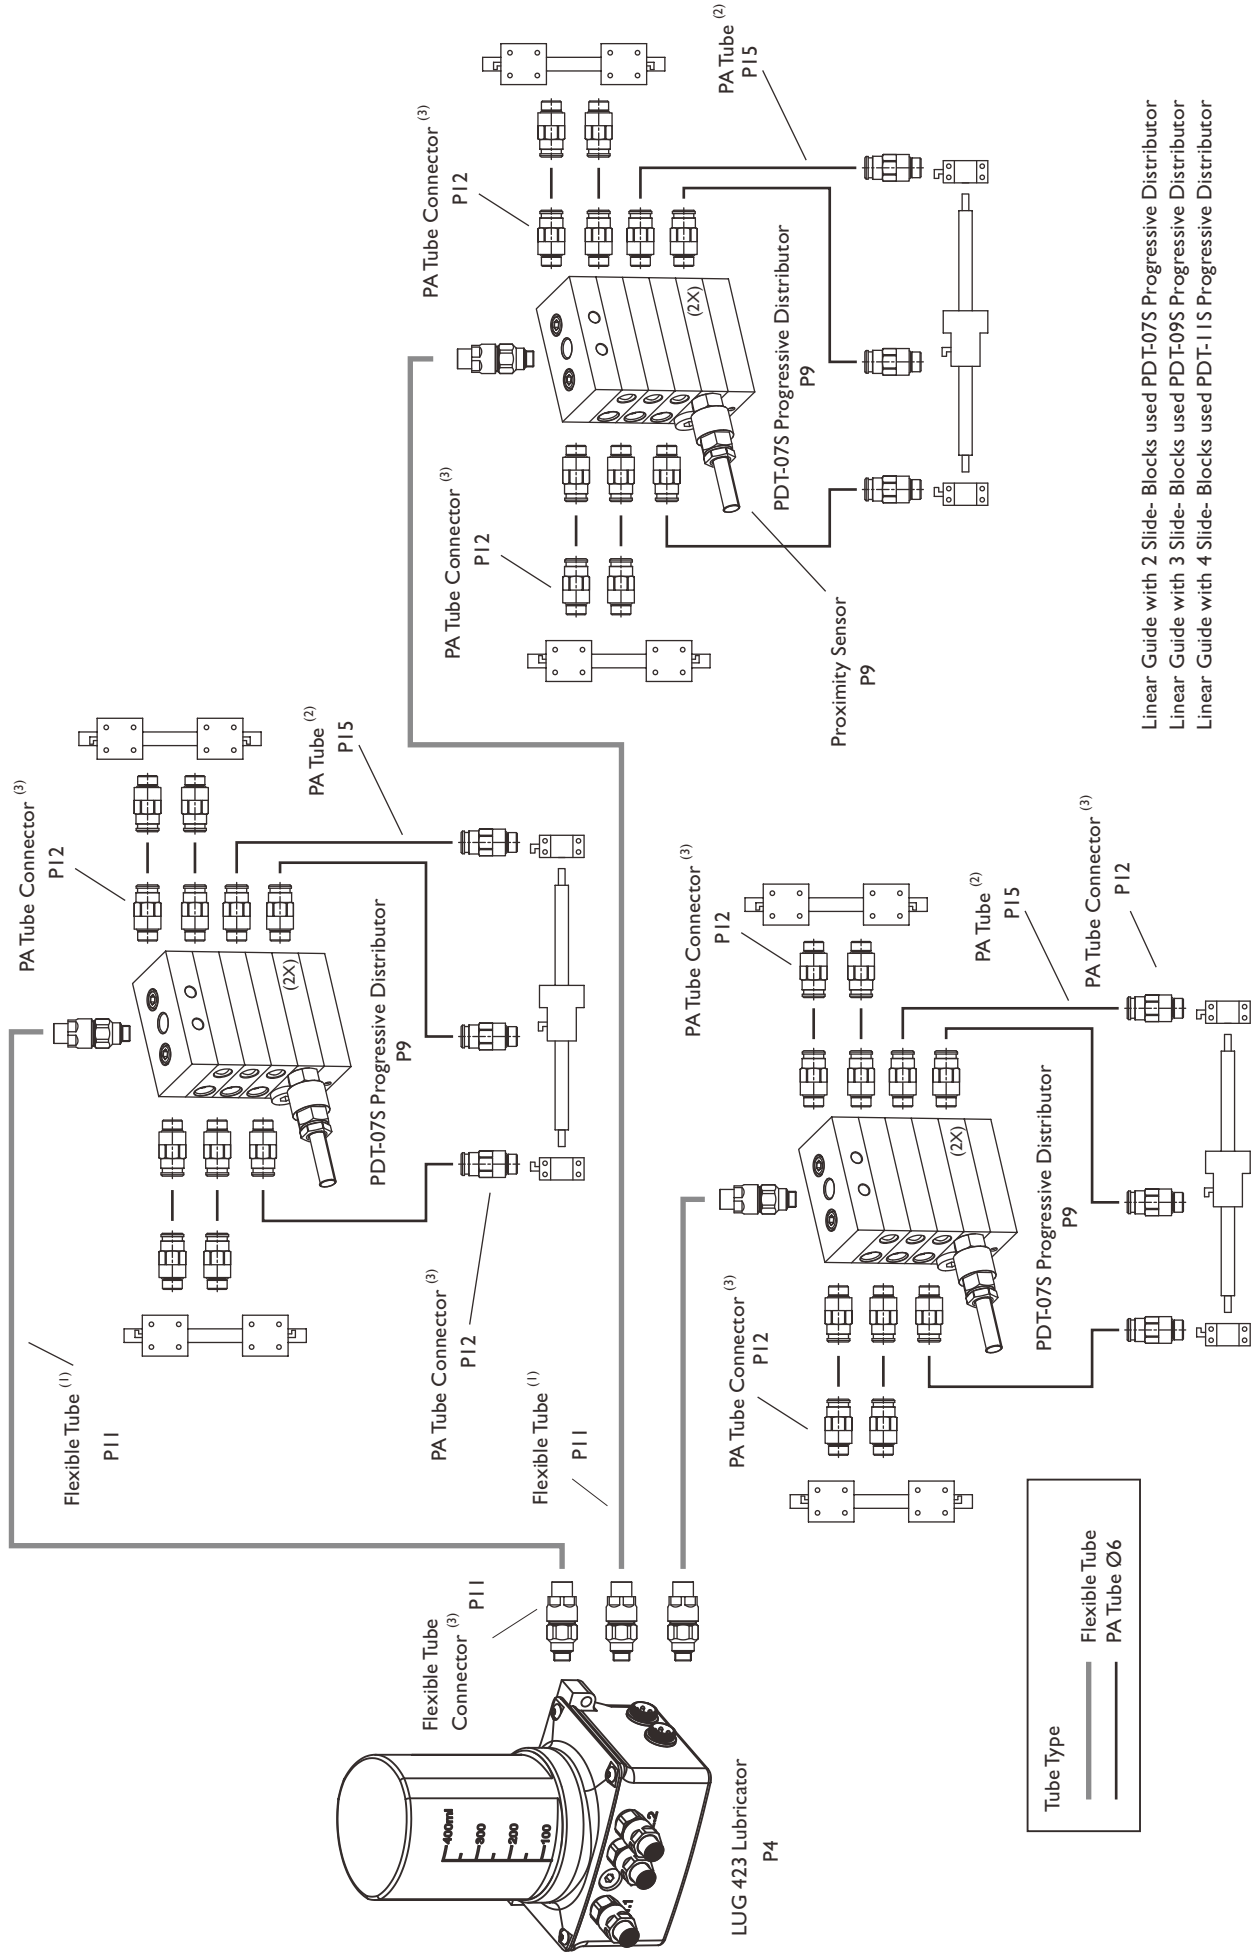 PA Tube Connector (3)
P12
Flexible Tube (1)
P11
(2X)
PA Tube (2)
P15
PDT-07S Progressive Distributor
P9
PA Tube Connector (3)
P12
Flexible Tube
Connector (3)
P11
400ml
300
200
100
PA Tube Connector (3)
P12
PA Tube Connector (3)
P12
Flexible Tube (1)
P11
PA Tube Connector (3)
P12
(2X)
PA Tube (2)
P15
LUG 423 Lubricator
P4
PA Tube Connector (3)
P12
PDT-07S Progressive Distributor
P9
Proximity Sensor
P9
(2X)
PA Tube (2)
P15
PDT-07S Progressive Distributor
P9
PA Tube Connector (3)
P12
Tube Type
Flexible Tube
PA Tube Ø6
Linear Guide with 2 Slide- Blocks used PDT-07S Progressive Distributor
Linear Guide with 3 Slide- Blocks used PDT-09S Progressive Distributor
Linear Guide with 4 Slide- Blocks used PDT-11S Progressive Distributor